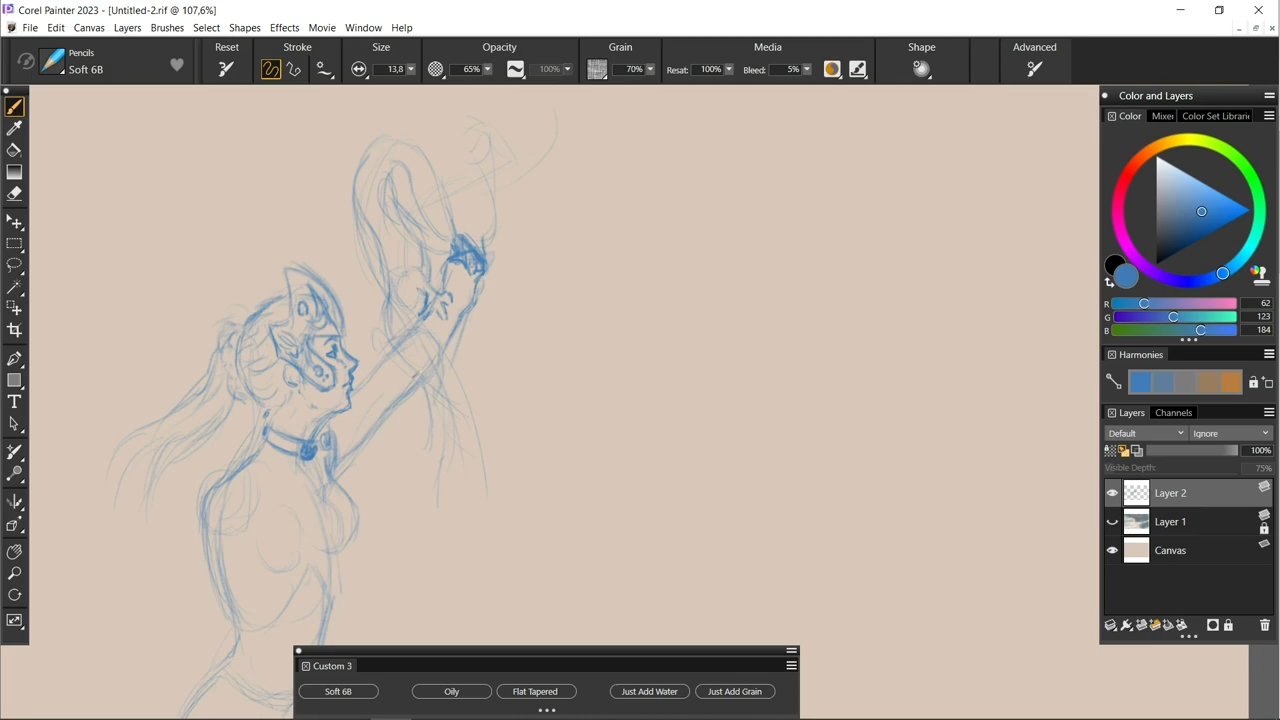 Corel Painter 2023 - [Untitled-2.rif @ 107,6%]
File Edit Canvas Layers Brushes Select Shapes Effects Movie Window Help
Pencils
Soft 6B
Reset Stroke Size Opacity Grain Media Shape Advanced
13,8 65% 100% 70% Resat: 100% Bleed: 5%
Color and Layers
Color Mixer Color Set Librari
R 62
G 123
B 184
Harmonies
Layers Channels
Default Ignore
100%
Visible Depth: 75%
Layer 2
Layer 1
Canvas
Custom 3
Soft 6B Oily Flat Tapered Just Add Water Just Add Grain
T